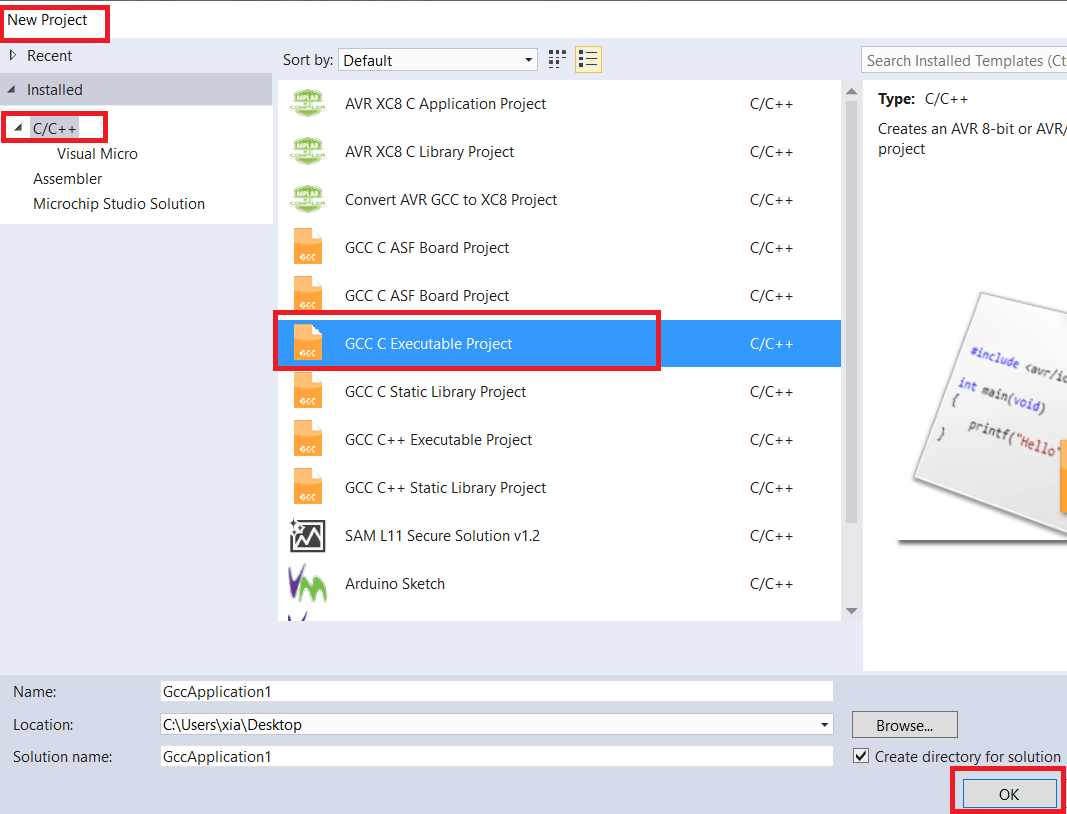 New Project
Recent
Installed
C/C++
Visual Micro
Assembler
Microchip Studio Solution
Sort by: Default
Search Installed Templates (Ct
AVR XC8 C Application Project C/C++
AVR XC8 C Library Project C/C++
Convert AVR GCC to XC8 Project C/C++
GCC C ASF Board Project C/C++
GCC C ASF Board Project C/C++
GCC C Executable Project C/C++
GCC C Static Library Project C/C++
GCC C++ Executable Project C/C++
GCC C++ Static Library Project C/C++
SAM L11 Secure Solution v1.2 C/C++
Arduino Sketch C/C++
Type: C/C++
Creates an AVR 8-bit or AVR/
project
#include <avr/io
int main(void)
{
printf("Hello"
}
Name: GccApplication1
Location: C:\Users\xia\Desktop
Browse...
Solution name: GccApplication1
Create directory for solution
OK